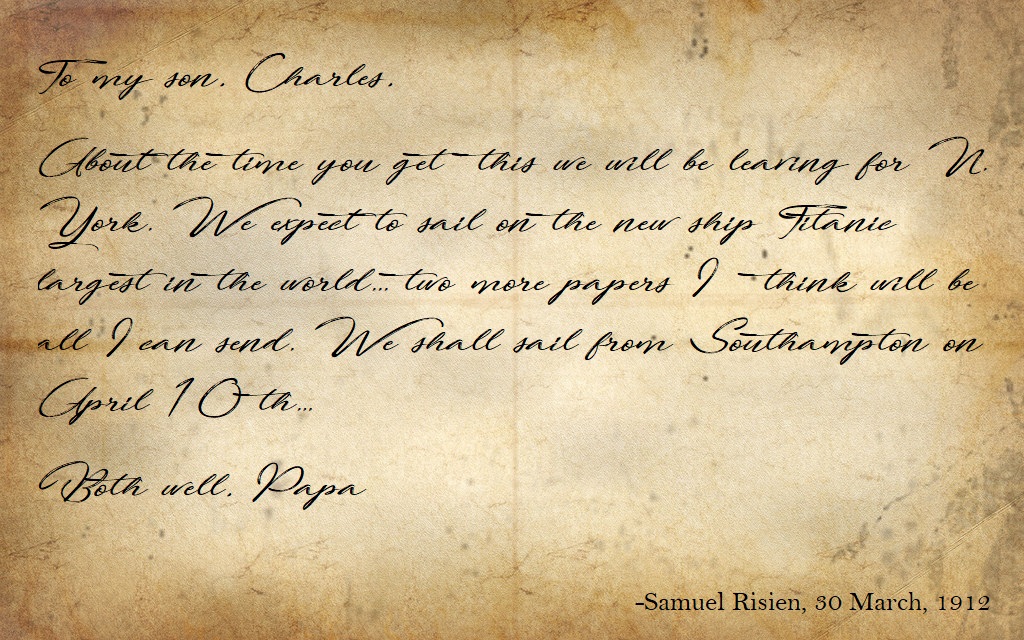 To my son, Charles,
About the time you get this we will be leaving for N.
York. We expect to sail on the new ship Titanic
largest in the world... two more papers I think will be
all I can send. We shall sail from Southampton on
April 10th...
Both well, Papa
-Samuel Risien, 30 March, 1912